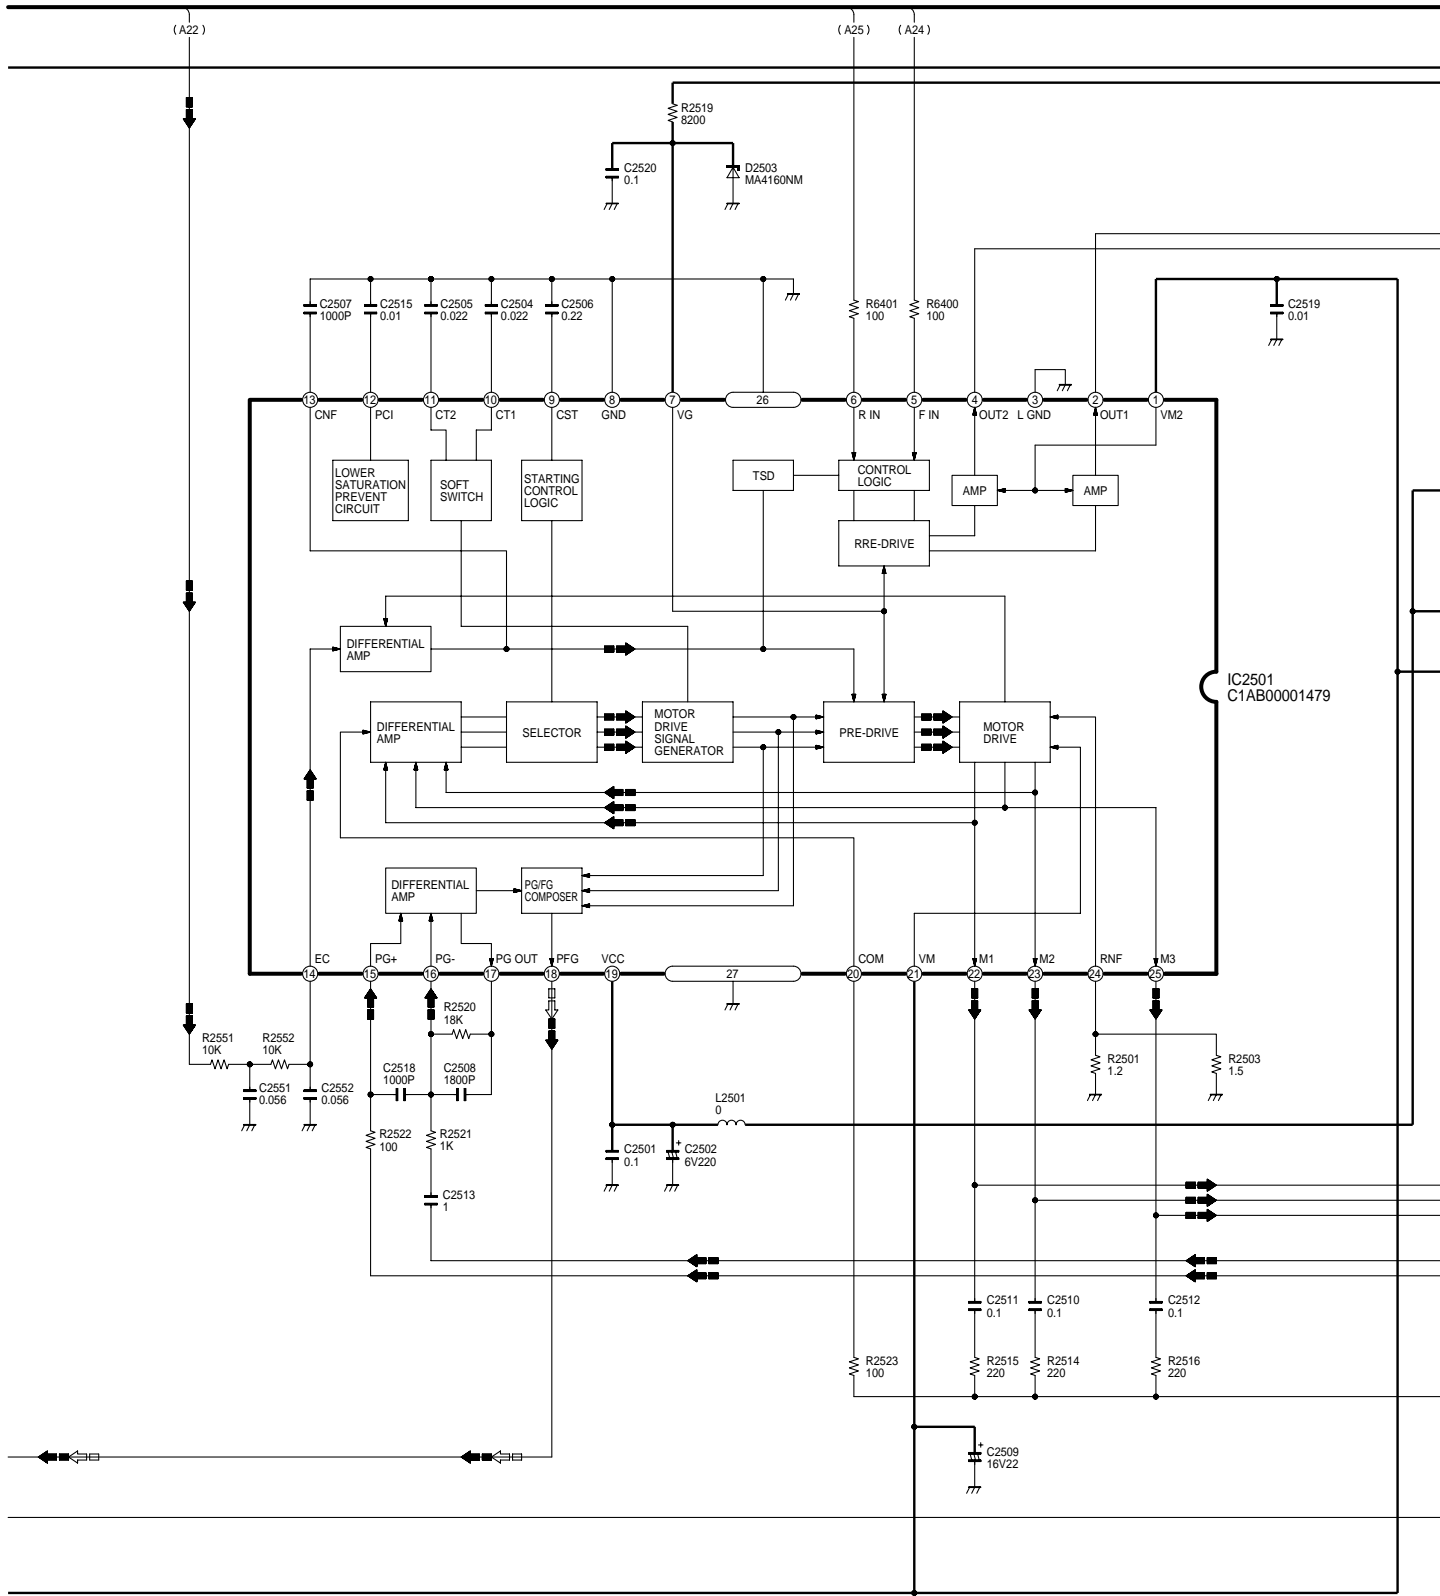 ( A22 )
( A25 )
( A24 )
R2519
8200
C2520
0.1
D2503
MA4160NM
C2507
1000P
C2515
0.01
C2505
0.022
C2504
0.022
C2506
0.22
R6401
100
R6400
100
C2519
0.01
13
12
11
10
9
8
7
26
6
5
4
3
2
1
CNF
PCI
CT2
CT1
CST
GND
VG
R IN
F IN
OUT2
L GND
OUT1
VM2
LOWER
SATURATION
PREVENT
CIRCUIT
SOFT
SWITCH
STARTING
CONTROL
LOGIC
TSD
CONTROL
LOGIC
AMP
AMP
RRE-DRIVE
DIFFERENTIAL
AMP
IC2501
C1AB00001479
DIFFERENTIAL
AMP
SELECTOR
MOTOR
DRIVE
SIGNAL
GENERATOR
PRE-DRIVE
MOTOR
DRIVE
DIFFERENTIAL
AMP
PG/FG
COMPOSER
EC
PG+
PG-
PG OUT
PFG
VCC
COM
VM
M1
M2
RNF
M3
14
15
16
17
18
19
27
20
21
22
23
24
25
R2551
10K
R2552
10K
R2520
18K
C2551
0.056
C2552
0.056
C2518
1000P
C2508
1800P
R2501
1.2
R2503
1.5
R2522
100
R2521
1K
L2501
0
C2501
0.1
+
C2502
6V220
C2513
1
C2511
0.1
C2510
0.1
C2512
0.1
R2523
100
R2515
220
R2514
220
R2516
220
+
C2509
16V22